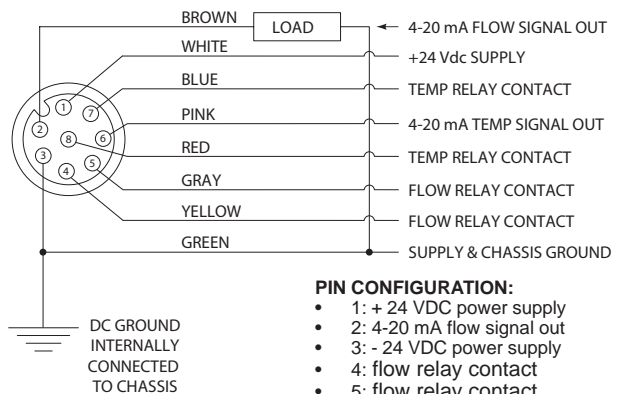 BROWN LOAD 4-20 mA FLOW SIGNAL OUT
WHITE +24 Vdc SUPPLY
BLUE TEMP RELAY CONTACT
PINK 4-20 mA TEMP SIGNAL OUT
RED TEMP RELAY CONTACT
GRAY FLOW RELAY CONTACT
YELLOW FLOW RELAY CONTACT
GREEN SUPPLY & CHASSIS GROUND
1 7
2 8 6
3 4 5
DC GROUND
INTERNALLY
CONNECTED
TO CHASSIS
PIN CONFIGURATION:
• 1: + 24 VDC power supply
• 2: 4-20 mA flow signal out
• 3: - 24 VDC power supply
• 4: flow relay contact
• 5: flow relay contact